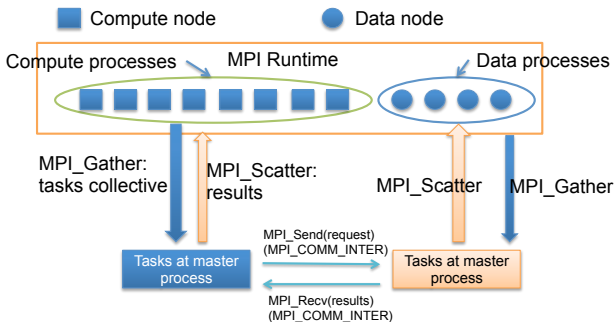 Compute node
Data node
Compute processes
MPI Runtime
Data processes
MPI_Gather:
tasks collective
MPI_Scatter:
results
MPI_Scatter
MPI_Gather
MPI_Send(request)
(MPI_COMM_INTER)
Tasks at master
process
Tasks at master
process
MPI_Recv(results)
(MPI_COMM_INTER)